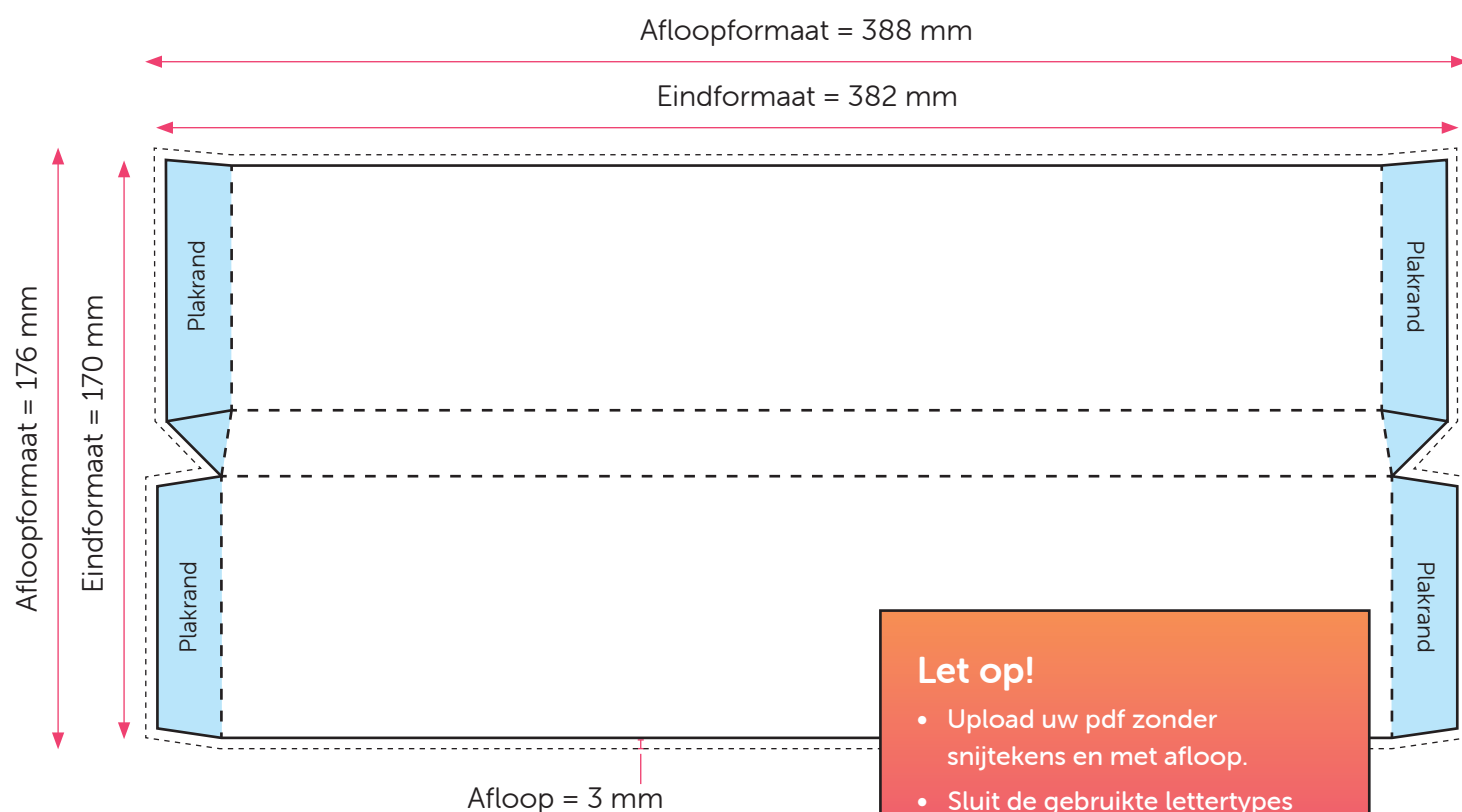 Afloopformaat = 388 mm
Eindformaat = 382 mm
Afloopformaat = 176 mm
Eindformaat = 170 mm
Plakrand
Plakrand
Plakrand
Plakrand
Let op!
• Upload uw pdf zonder
snijtekens en met afloop.
• Sluit de gebruikte lettertypes
Afloop = 3 mm